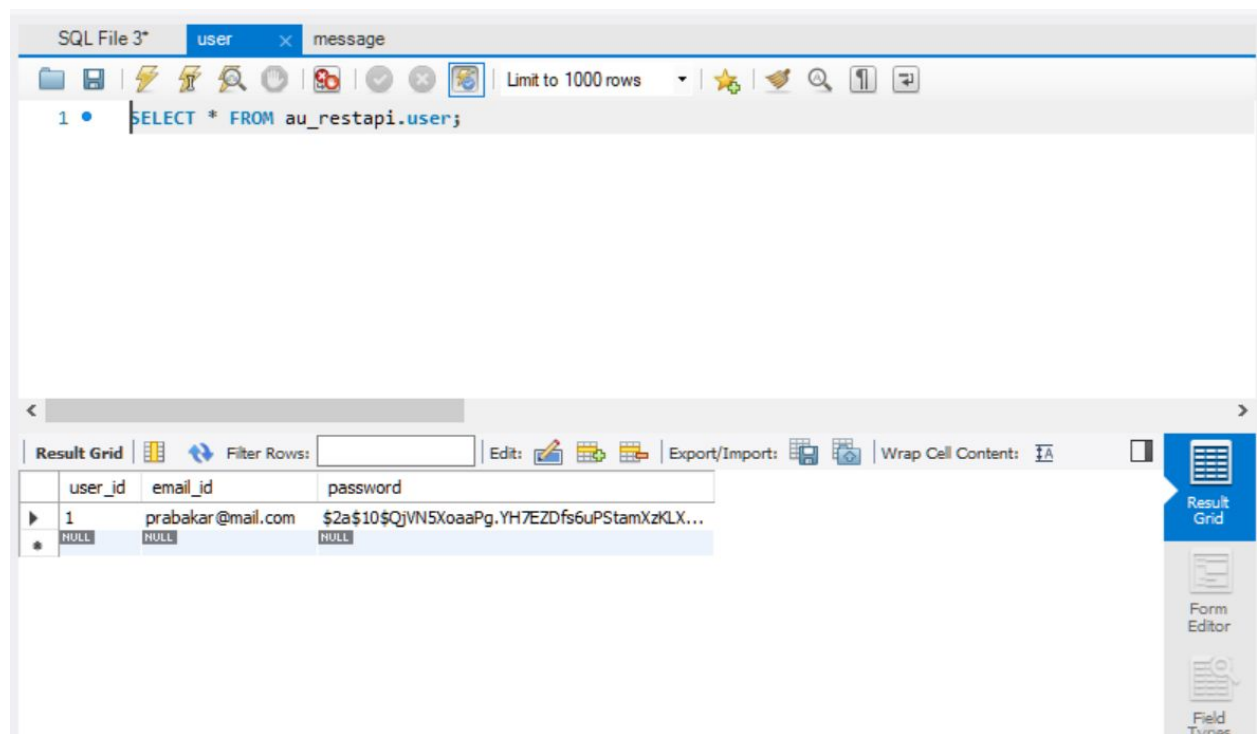 SQL File 3* user × message
Limit to 1000 rows
1 SELECT * FROM au_restapi.user;
Result Grid Filter Rows: Edit: Export/Import: Wrap Cell Content:
user_id email_id password
1 prabakar@mail.com $2a$10$QjVN5XoaaPg.YH7EZDfs6uPStamXzKLX...
NULL NULL NULL
Result
Grid
Form
Editor
Field
Types